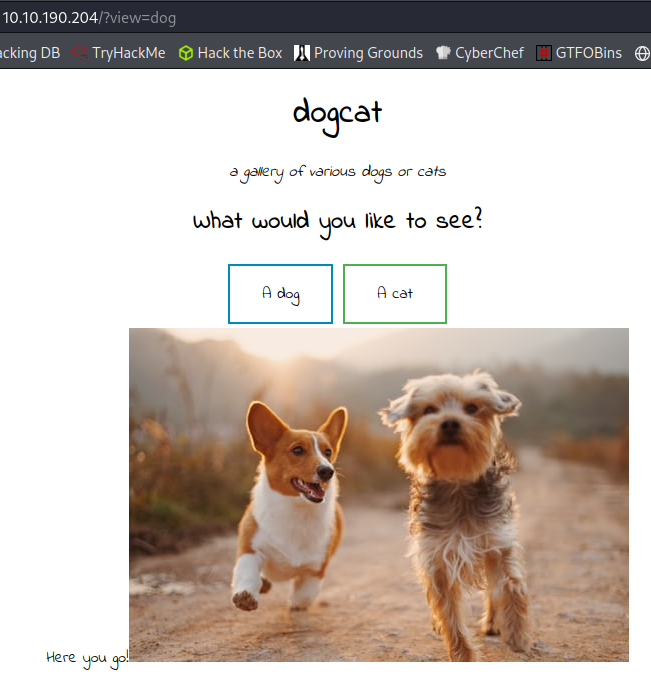 10.10.190.204/?view=dog
acking DB TryHackMe Hack the Box Proving Grounds CyberChef GTFOBins
dogcat
a gallery of various dogs or cats
What would you like to see?
A dog A cat
Here you go!